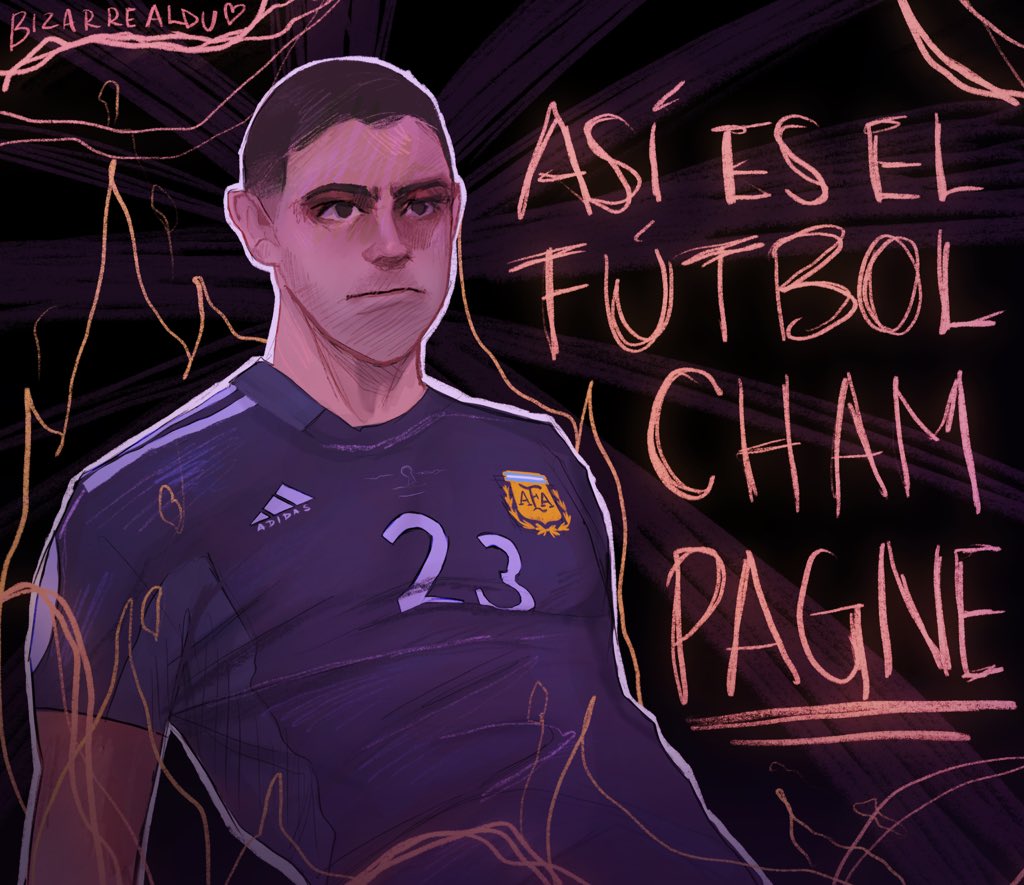 BIZARREALDU♡
ASÍ ES EL
FÚTBOL
CHAM
PAGNE
ADIDAS
AFA
23